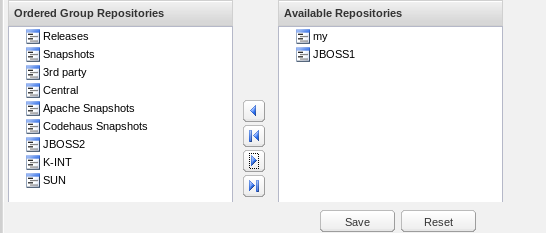 Ordered Group Repositories
Releases
Snapshots
3rd party
Central
Apache Snapshots
Codehaus Snapshots
JBOSS2
K-INT
SUN
Available Repositories
my
JBOSS1
Save
Reset